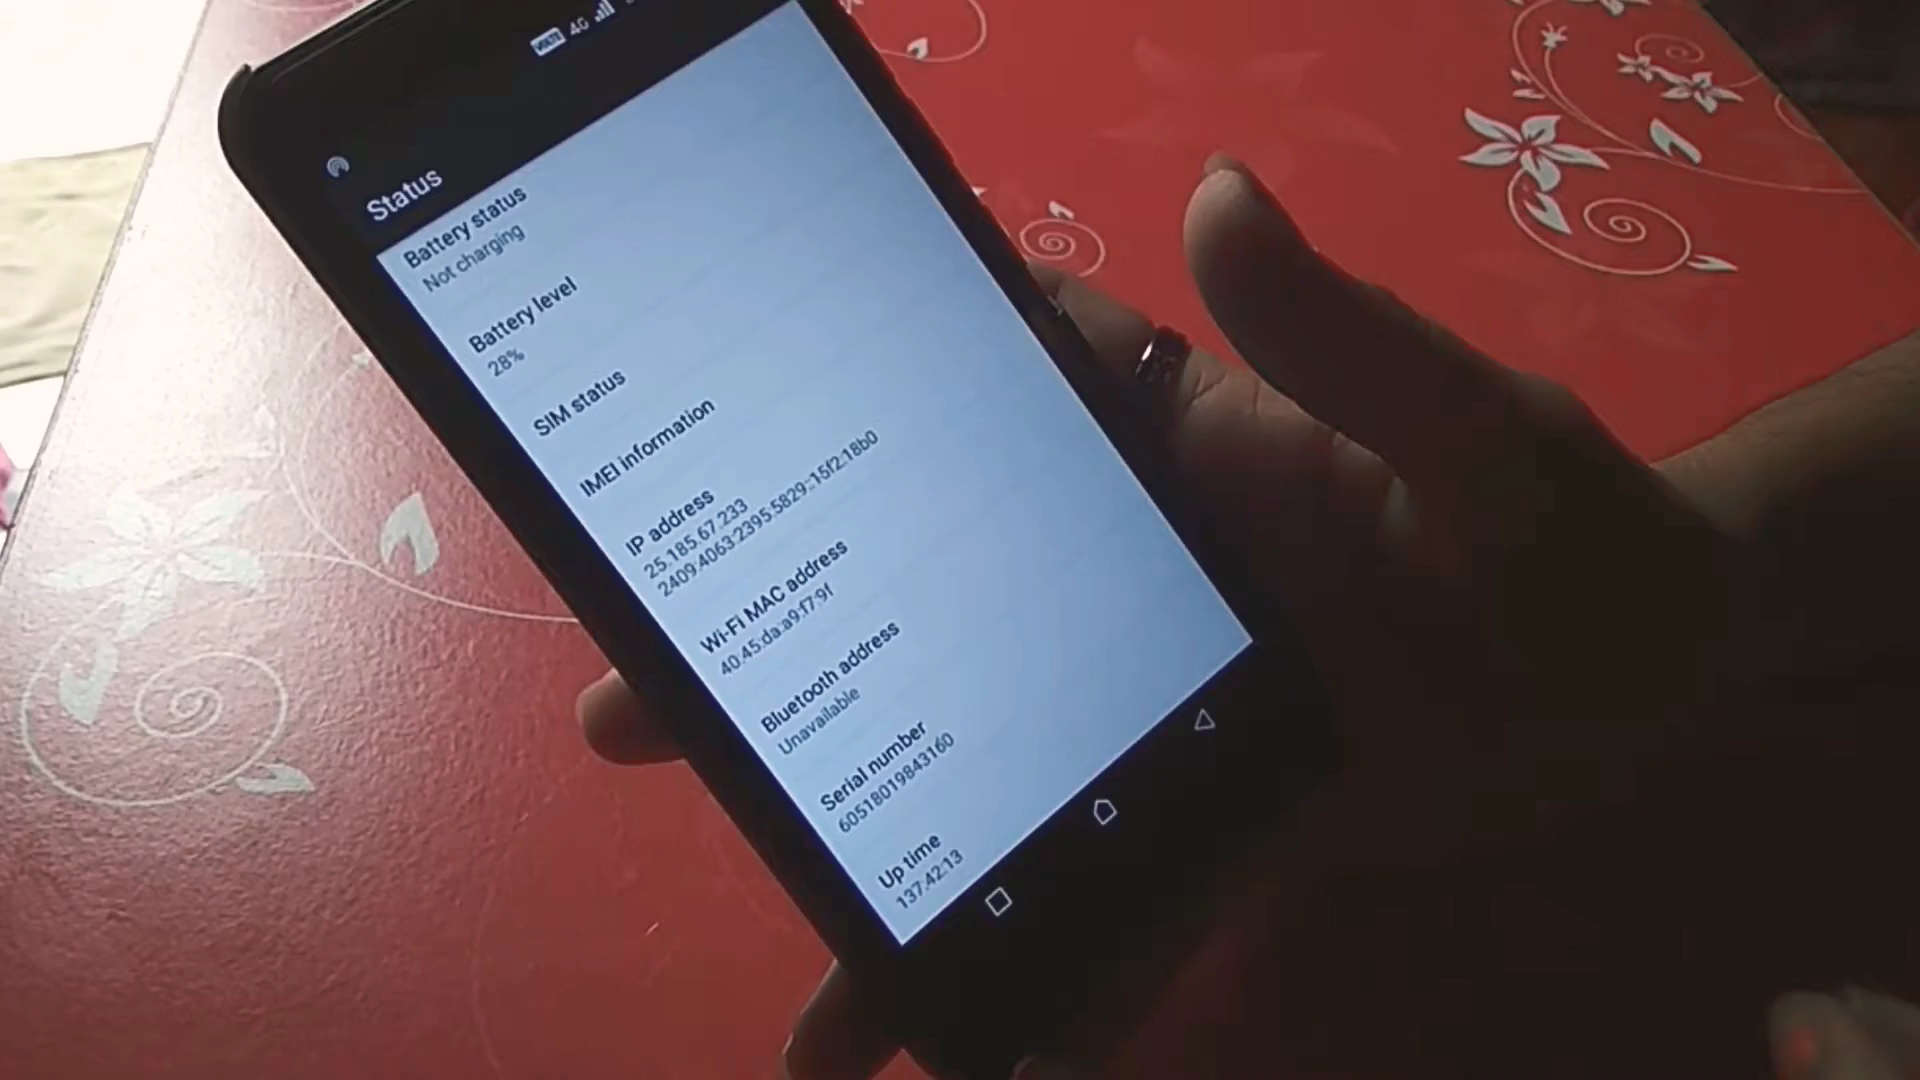 VoLTE 4G
Status
Battery status
Not charging
Battery level
28%
SIM status
IMEI information
IP address
25.185.67.233
2409:4063:2395:5829::15f2:18b0
Wi-Fi MAC address
40:45:da:a9:f7:9f
Bluetooth address
Unavailable
Serial number
60518019843160
Up time
137:42:13